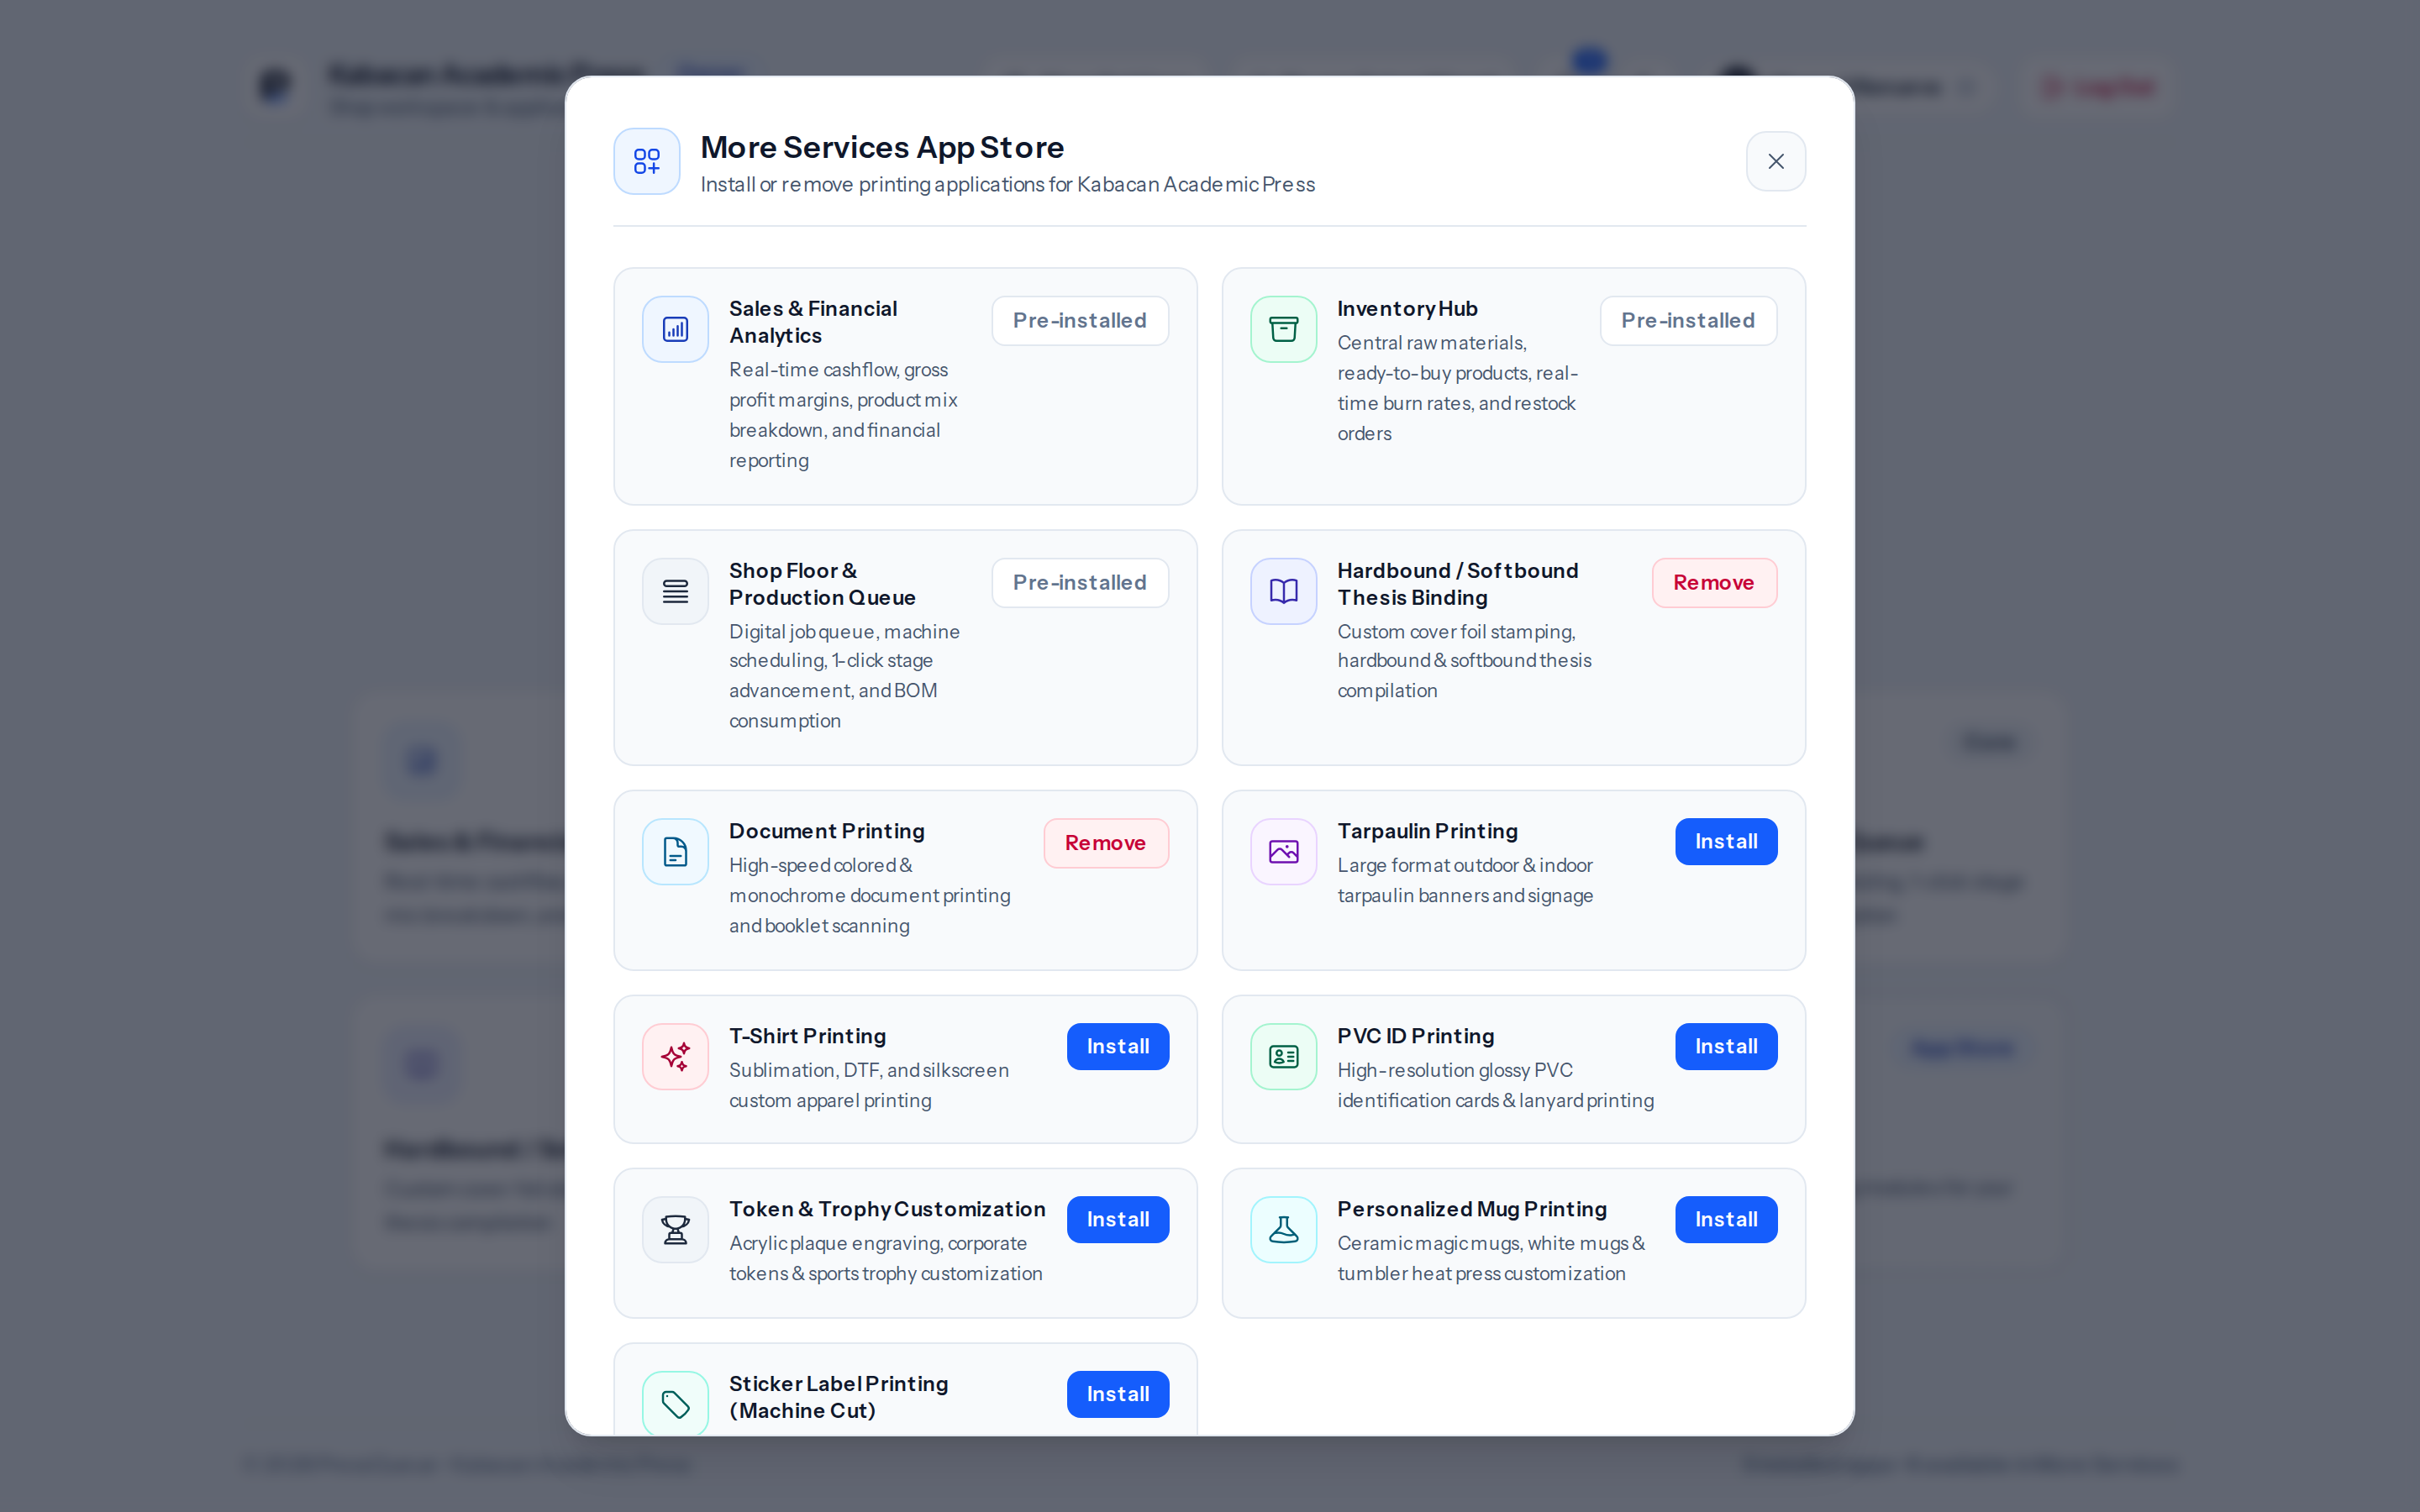 More Services App Store
Install or remove printing applications for Kabacan Academic Press
Sales & Financial
Analytics
Pre-installed
Real-time cashflow, gross
profit margins, product mix
breakdown, and financial
reporting
Inventory Hub
Pre-installed
Central raw materials,
ready-to-buy products, real-
time burn rates, and restock
orders
Shop Floor &
Production Queue
Pre-installed
Digital job queue, machine
scheduling, 1-click stage
advancement, and BOM
consumption
Hardbound / Softbound
Thesis Binding
Remove
Custom cover foil stamping,
hardbound & softbound thesis
compilation
Document Printing
Remove
High-speed colored &
monochrome document printing
and booklet scanning
Tarpaulin Printing
Install
Large format outdoor & indoor
tarpaulin banners and signage
T-Shirt Printing
Install
Sublimation, DTF, and silkscreen
custom apparel printing
PVC ID Printing
Install
High-resolution glossy PVC
identification cards & lanyard printing
Token & Trophy Customization
Install
Acrylic plaque engraving, corporate
tokens & sports trophy customization
Personalized Mug Printing
Install
Ceramic magic mugs, white mugs &
tumbler heat press customization
Sticker Label Printing
(Machine Cut)
Install